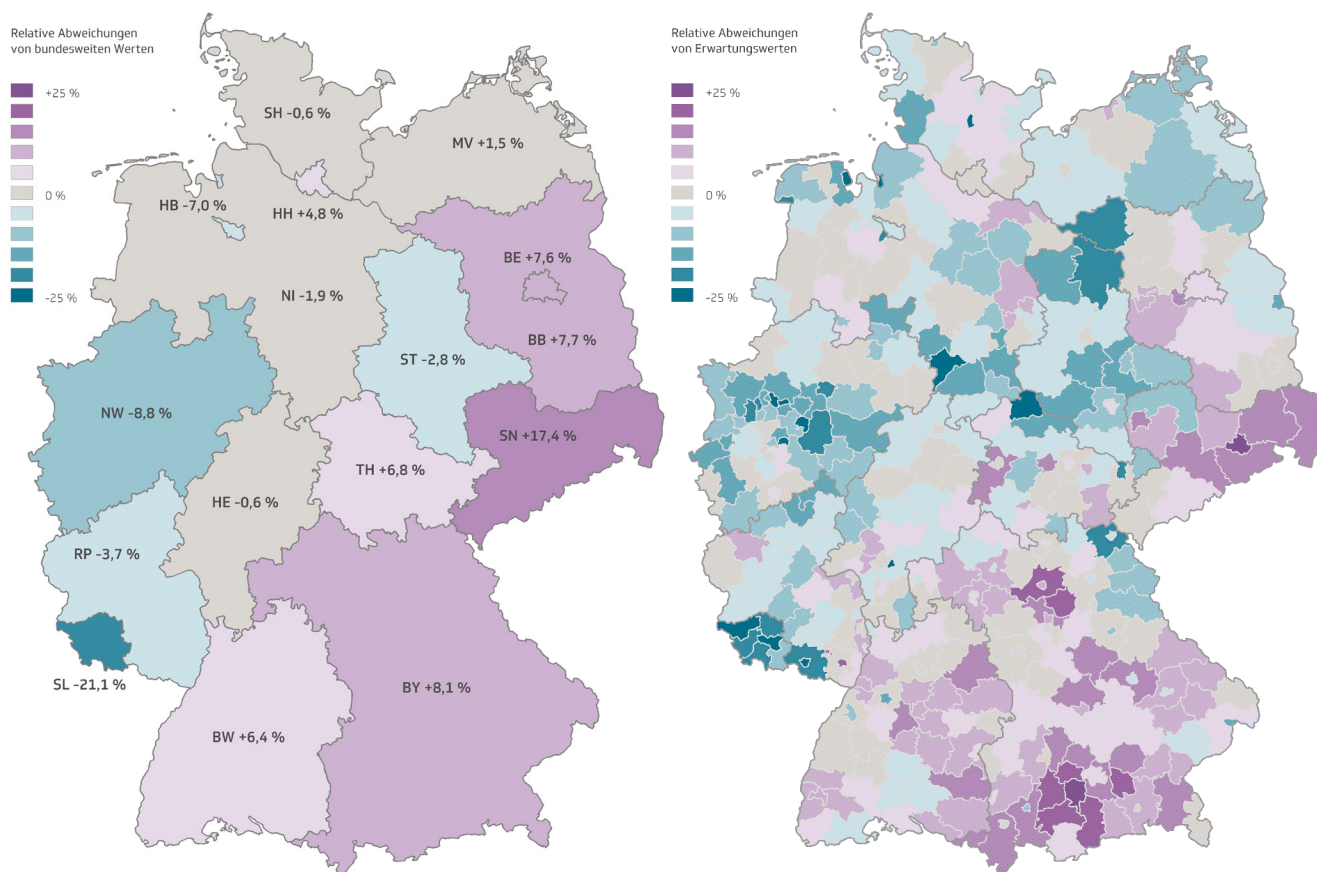 Relative Abweichungen
von bundesweiten Werten
+25 %
0 %
-25 %
SH -0,6 %
MV +1,5 %
HB -7,0 %
HH +4,8 %
BE +7,6 %
NI -1,9 %
BB +7,7 %
ST -2,8 %
NW -8,8 %
SN +17,4 %
TH +6,8 %
HE -0,6 %
RP -3,7 %
SL -21,1 %
BY +8,1 %
BW +6,4 %
Relative Abweichungen
von Erwartungswerten
+25 %
0 %
-25 %